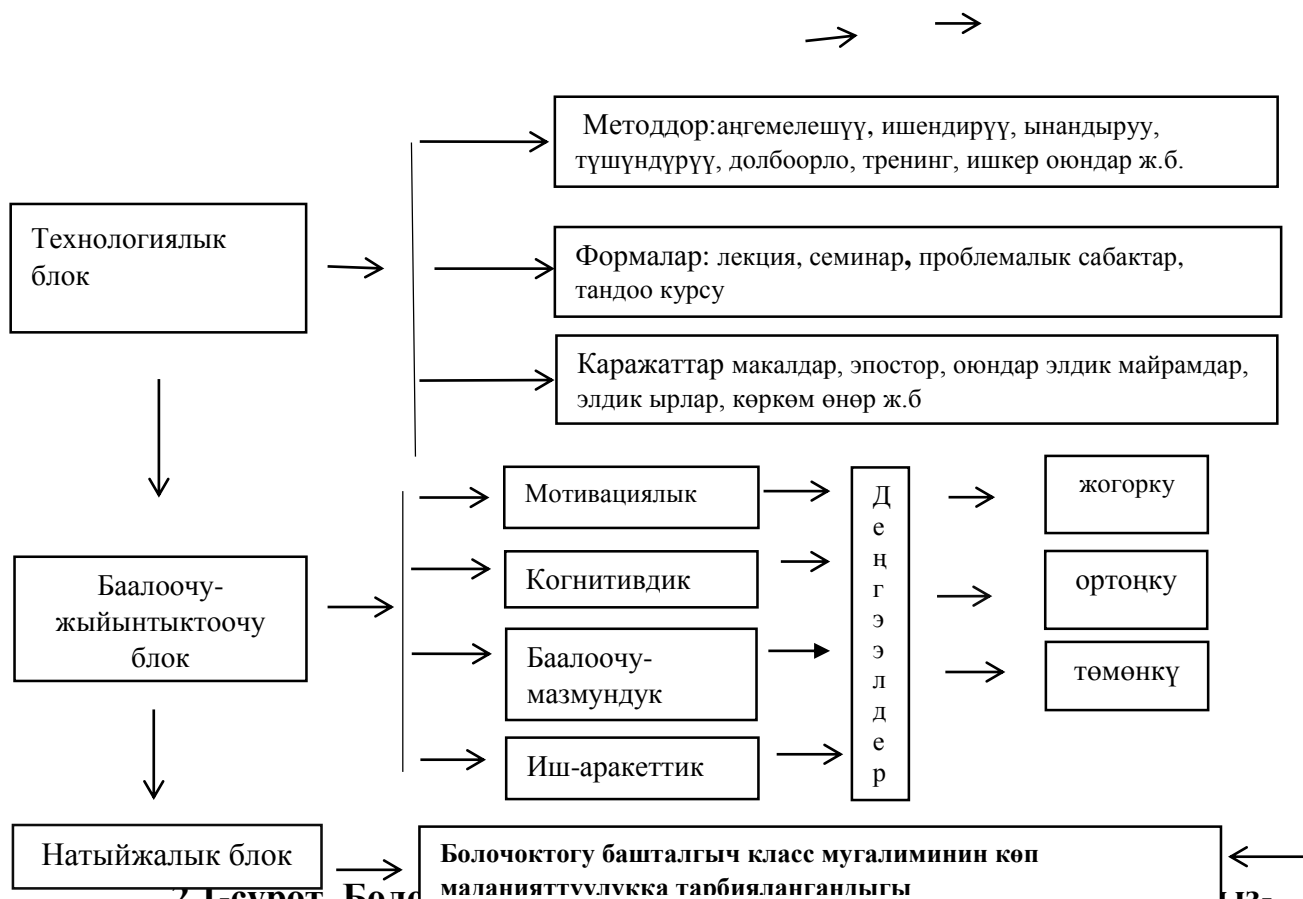 Методдор:аңгемелешүү, ишендирүү, ынандыруу,
түшүндүрүү, долбоорло, тренинг, ишкер оюндар ж.б.
Технологиялык
блок
Формалар: лекция, семинар, проблемалык сабактар,
тандоо курсу
Каражаттар макалдар, эпостор, оюндар элдик майрамдар,
элдик ырлар, көркөм өнөр ж.б
Баалоочу-
жыйынтыктоочу
блок
Мотивациялык
Когнитивдик
Баалоочу-
мазмундук
Иш-аракеттик
Деңгээлдер
жогорку
ортоңку
төмөнкү
Натыйжалык блок
Болочоктогу башталгыч класс мугалиминин көп
маданияттуулукка тарбиялангандыгы